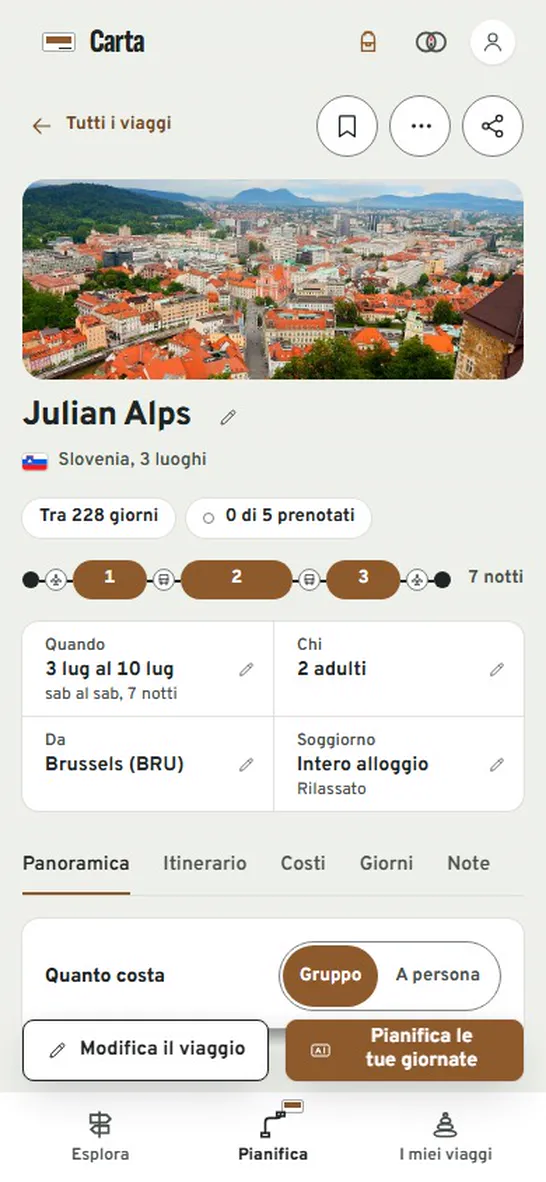 Carta
Tutti i viaggi
Julian Alps
Slovenia, 3 luoghi
Tra 228 giorni
0 di 5 prenotati
1
2
3
7 notti
Quando
3 lug al 10 lug
sab al sab, 7 notti
Chi
2 adulti
Da
Brussels (BRU)
Soggiorno
Intero alloggio
Rilassato
Panoramica Itinerario Costi Giorni Note
Quanto costa
Gruppo
A persona
Modifica il viaggio
AI
Pianifica le
tue giornate
Esplora
Pianifica
I miei viaggi